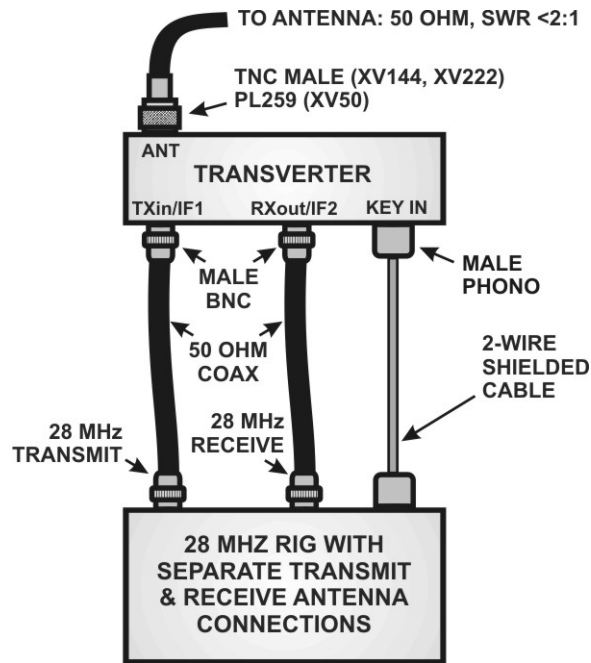 TO ANTENNA: 50 OHM, SWR <2:1
TNC MALE (XV144, XV222)
PL259 (XV50)
ANT
TRANSVERTER
TXin/IF1
RXout/IF2
KEY IN
MALE
BNC
MALE
PHONO
50 OHM
COAX
2-WIRE
SHIELDED
CABLE
28 MHz
TRANSMIT
28 MHz
RECEIVE
28 MHZ RIG WITH
SEPARATE TRANSMIT
& RECEIVE ANTENNA
CONNECTIONS